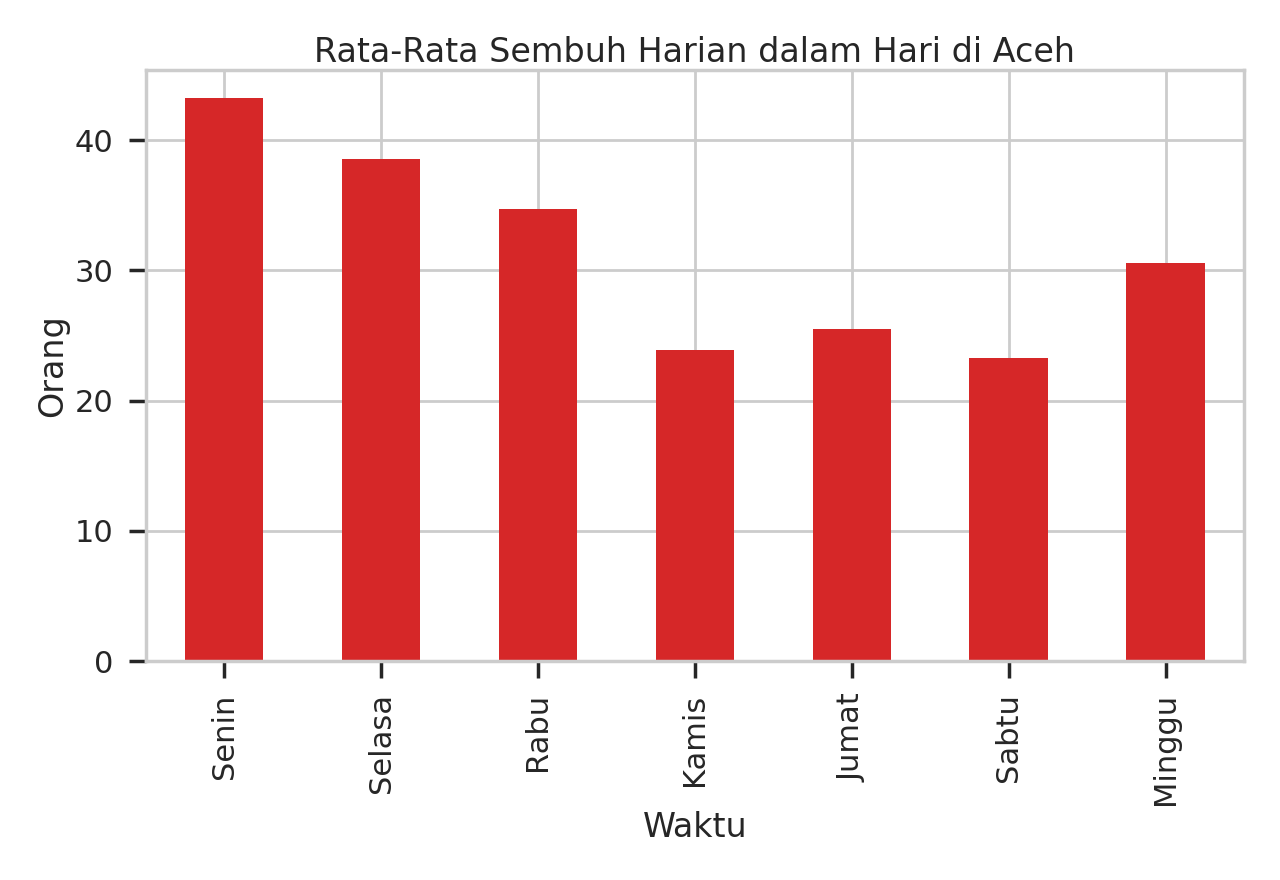 Rata-Rata Sembuh Harian dalam Hari di Aceh
Orang
40
30
20
10
0
Senin
Selasa
Rabu
Kamis
Jumat
Sabtu
Minggu
Waktu